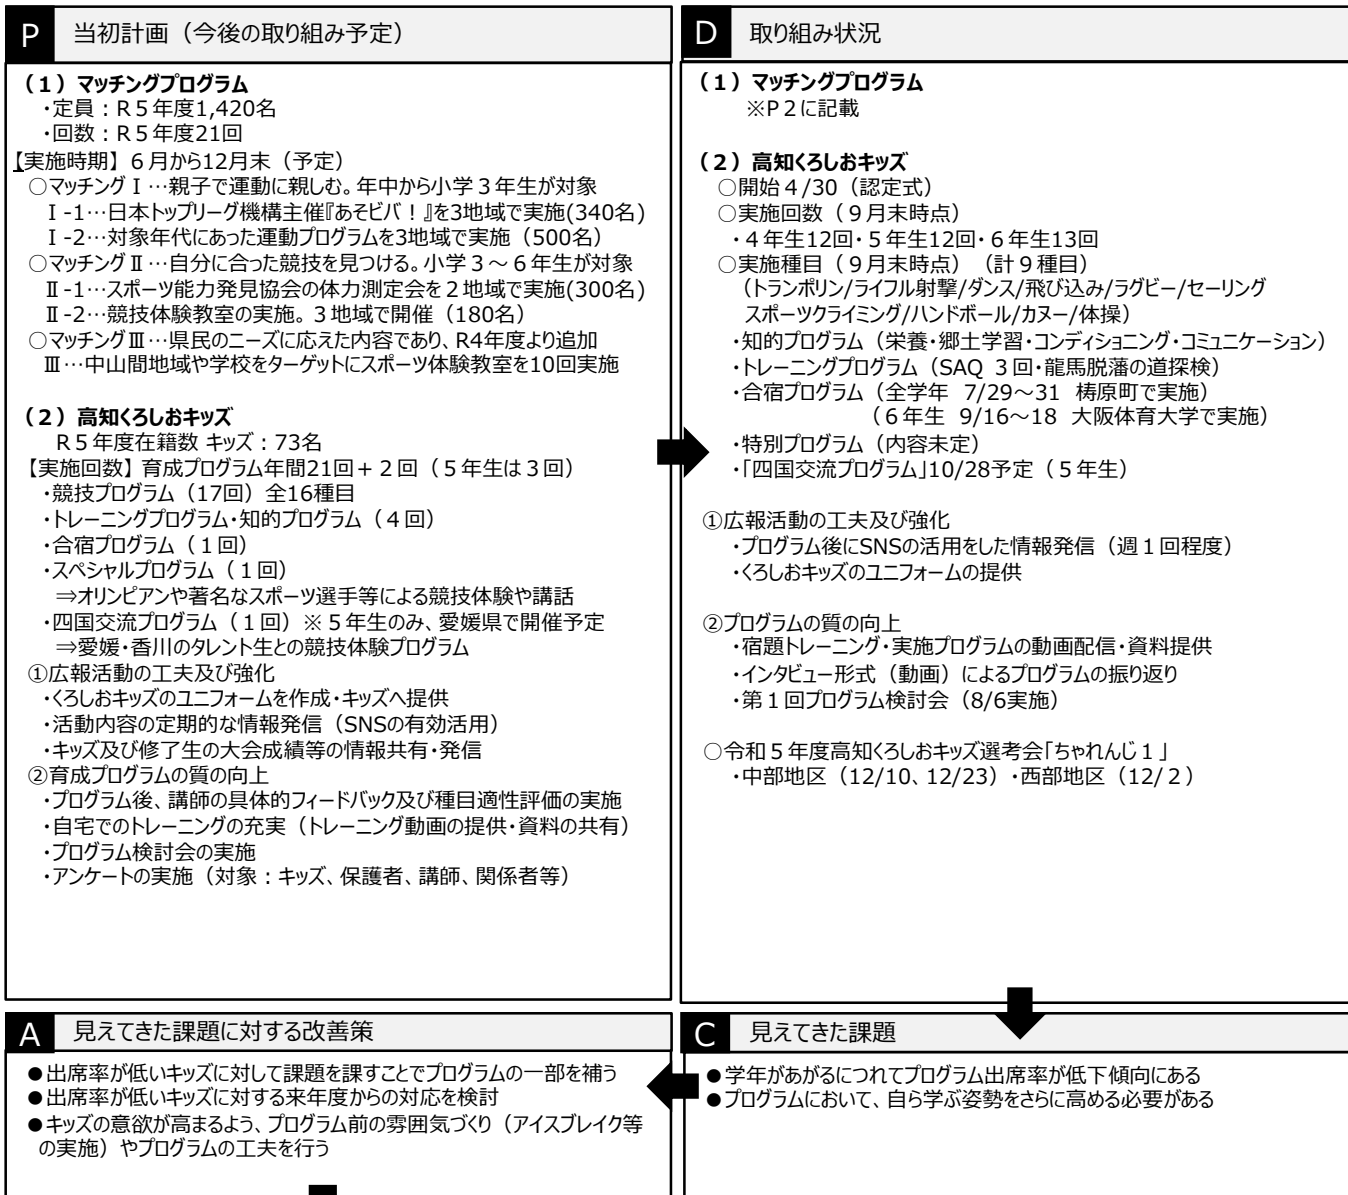 P 当初計画（今後の取り組み予定）
（１）マッチングプログラム
・定員：Ｒ５年度1,420名
・回数：Ｒ５年度21回
【実施時期】６月から12月末（予定）
○マッチングⅠ…親子で運動に親しむ。年中から小学３年生が対象
Ⅰ-1…日本トップリーグ機構主催『あそビバ！』を3地域で実施(340名)
Ⅰ-2…対象年代にあった運動プログラムを3地域で実施（500名）
○マッチングⅡ…自分に合った競技を見つける。小学３～６年生が対象
Ⅱ-1…スポーツ能力発見協会の体力測定会を２地域で実施(300名)
Ⅱ-2…競技体験教室の実施。３地域で開催（180名）
○マッチングⅢ…県民のニーズに応えた内容であり、R4年度より追加
Ⅲ…中山間地域や学校をターゲットにスポーツ体験教室を10回実施
（２）高知くろしおキッズ
Ｒ５年度在籍数 キッズ：73名
【実施回数】育成プログラム年間21回＋２回（５年生は３回）
・競技プログラム（17回）全16種目
・トレーニングプログラム・知的プログラム（４回）
・合宿プログラム（１回）
・スペシャルプログラム（１回）
⇒オリンピアンや著名なスポーツ選手等による競技体験や講話
・四国交流プログラム（１回）※５年生のみ、愛媛県で開催予定
⇒愛媛・香川のタレント生との競技体験プログラム
①広報活動の工夫及び強化
・くろしおキッズのユニフォームを作成・キッズへ提供
・活動内容の定期的な情報発信（SNSの有効活用）
・キッズ及び修了生の大会成績等の情報共有・発信
②育成プログラムの質の向上
・プログラム後、講師の具体的フィードバック及び種目適性評価の実施
・自宅でのトレーニングの充実（トレーニング動画の提供・資料の共有）
・プログラム検討会の実施
・アンケートの実施（対象：キッズ、保護者、講師、関係者等）
D 取り組み状況
（１）マッチングプログラム
※P２に記載
（２）高知くろしおキッズ
○開始４/30（認定式）
○実施回数（９月末時点）
・４年生12回・５年生12回・６年生13回
○実施種目（９月末時点）（計９種目）
（トランポリン/ライフル射撃/ダンス/飛び込み/ラグビー/セーリング
スポーツクライミング/ハンドボール/カヌー/体操）
・知的プログラム（栄養・郷土学習・コンディショニング・コミュニケーション）
・トレーニングプログラム（SAQ ３回・龍馬脱藩の道探検）
・合宿プログラム（全学年 7/29～31 梼原町で実施）
（６年生 9/16～18 大阪体育大学で実施）
・特別プログラム（内容未定）
・「四国交流プログラム」10/28予定（５年生）
①広報活動の工夫及び強化
・プログラム後にSNSの活用をした情報発信（週１回程度）
・くろしおキッズのユニフォームの提供
②プログラムの質の向上
・宿題トレーニング・実施プログラムの動画配信・資料提供
・インタビュー形式（動画）によるプログラムの振り返り
・第１回プログラム検討会（8/6実施）
○令和５年度高知くろしおキッズ選考会「ちゃれんじ１」
・中部地区（12/10、12/23）・西部地区（12/２）
A 見えてきた課題に対する改善策
●出席率が低いキッズに対して課題を課すことでプログラムの一部を補う
●出席率が低いキッズに対する来年度からの対応を検討
●キッズの意欲が高まるよう、プログラム前の雰囲気づくり（アイスブレイク等
の実施）やプログラムの工夫を行う
C 見えてきた課題
●学年があがるにつれてプログラム出席率が低下傾向にある
●プログラムにおいて、自ら学ぶ姿勢をさらに高める必要がある